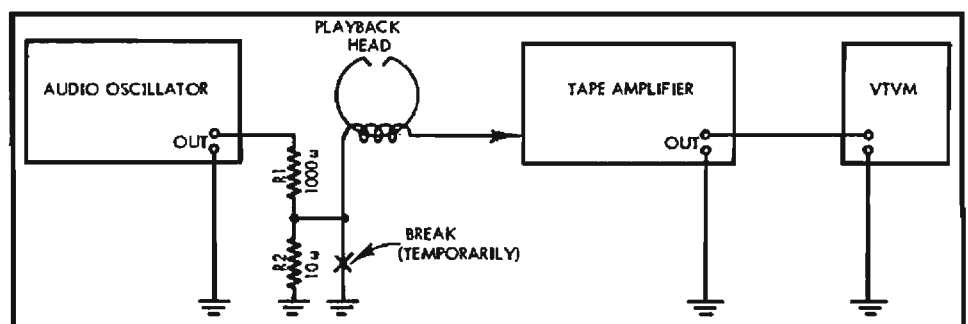 PLAYBACK
HEAD
AUDIO OSCILLATOR
OUT
TAPE AMPLIFIER
OUT
VTVM
R1
1000 ω
R2
10 ω
BREAK
(TEMPORARILY)